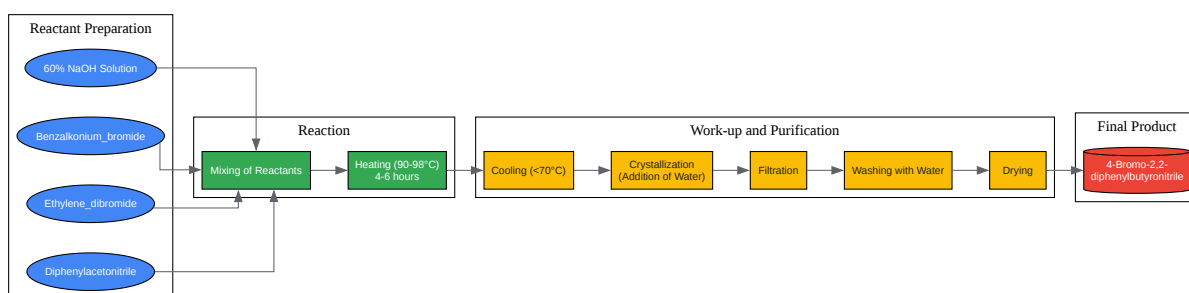 Reactant Preparation
60% NaOH Solution
Benzalkonium_bromide
Ethylene_dibromide
Diphenylacetonitrile
Reaction
Mixing of Reactants
Heating (90-98°C)
4-6 hours
Work-up and Purification
Cooling (<70°C)
Crystallization
(Addition of Water)
Filtration
Washing with Water
Drying
Final Product
4-Bromo-2,2-
diphenylbutyronitrile